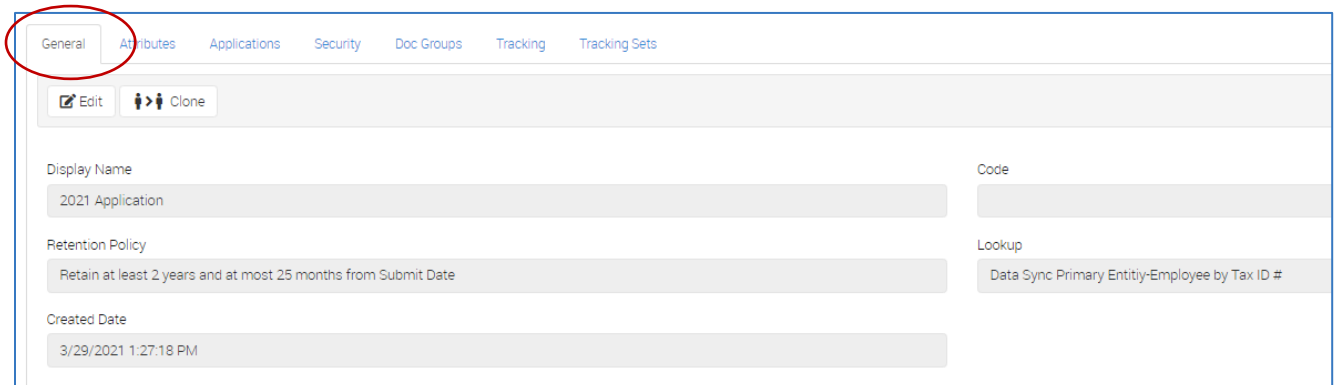 General Attributes Applications Security Doc Groups Tracking Tracking Sets
Edit Clone
Display Name Code
2021 Application
Retention Policy Lookup
Retain at least 2 years and at most 25 months from Submit Date Data Sync Primary Entitiy-Employee by Tax ID #
Created Date
3/29/2021 1:27:18 PM